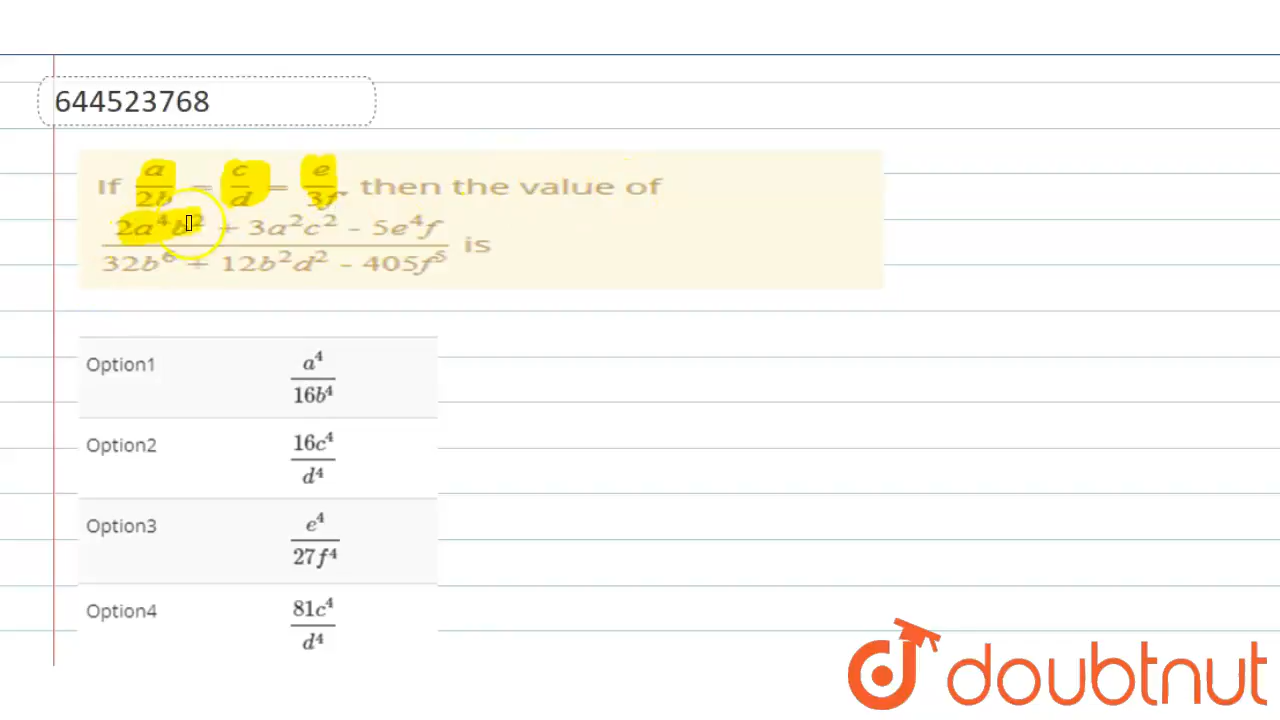 644523768
If a/2b = c/d = e/3f, then the value of
2a⁴b² + 3a²c² - 5e⁴f
32b⁶ + 12b²d² - 405f⁵ is
Option1 a⁴/16b⁴
Option2 16c⁴/d⁴
Option3 e⁴/27f⁴
Option4 81c⁴/d⁴
doubtnut